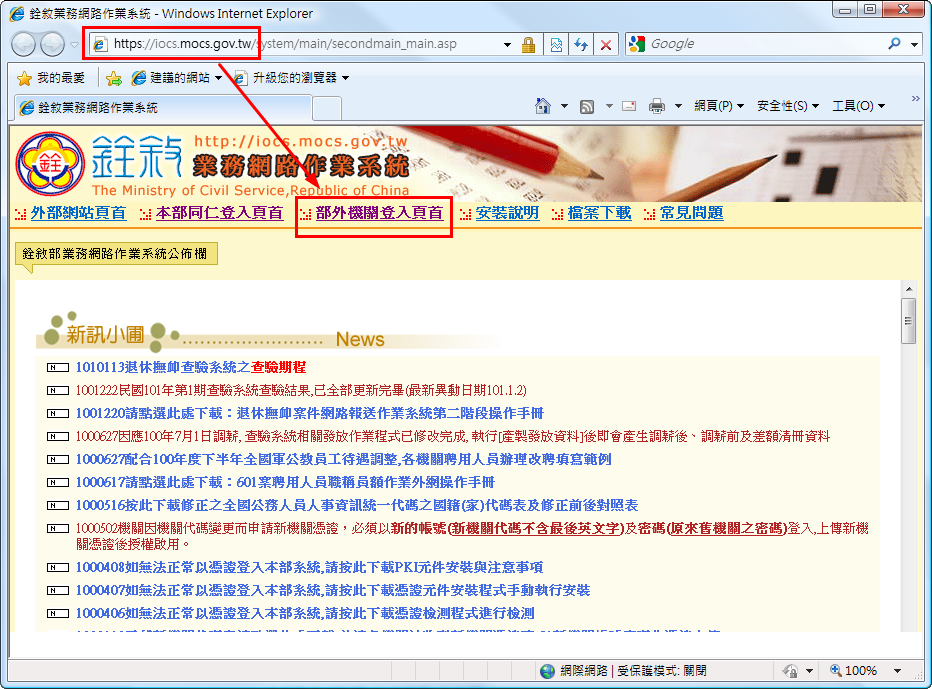 銓敘業務網路作業系統 - Windows Internet Explorer
https://iocs.mocs.gov.tw/system/main/secondmain_main.asp
Google
我的最愛
建議的網站
升級您的瀏覽器
銓敘業務網路作業系統
網頁(P)
安全性(S)
工具(O)
銓
銓敘
http://iocs.mocs.gov.tw
業務網路作業系統
The Ministry of Civil Service,Republic of China
外部網站頁首
本部同仁登入頁首
部外機關登入頁首
安裝說明
檔案下載
常見問題
銓敘部業務網路作業系統公佈欄
新訊小圃
News
N 1010113退休撫卹查驗系統之查驗期程
N 1001222民國101年第1期查驗系統查驗結果,已全部更新完畢(最新異動日期101.1.2)
N 1001220請點選此處下載：退休撫卹案件網路報送作業系統第二階段操作手冊
N 1000627因應100年7月1日調薪, 查驗系統相關發放作業程式已修改完成, 執行[產製發放資料]後即會產生調薪後、調薪前及差額清冊資料
N 1000627配合100年度下半年全國軍公教員工待遇調整,各機關聘用人員辦理改聘填寫範例
N 1000617請點選此處下載：601業聘用人員職稱員額作業外網操作手冊
N 1000516按此下載修正之全國公務人員人事資訊統一代碼之國籍(家)代碼表及修正前後對照表
N 1000502機關因機關代碼變更而申請新機關憑證，必須以新的帳號(新機關代碼不含最後英文字)及密碼(原來舊機關之密碼)登入,上傳新機
關憑證後授權啟用。
N 1000408如無法正常以憑證登入本部系統,請按此下載PKI元件安裝與注意事項
N 1000407如無法正常以憑證登入本部系統,請按此下載憑證元件安裝程式手動執行安裝
N 1000406如無法正常以憑證登入本部系統,請按此下載憑證檢測程式進行檢測
網際網路 | 受保護模式: 關閉
100%